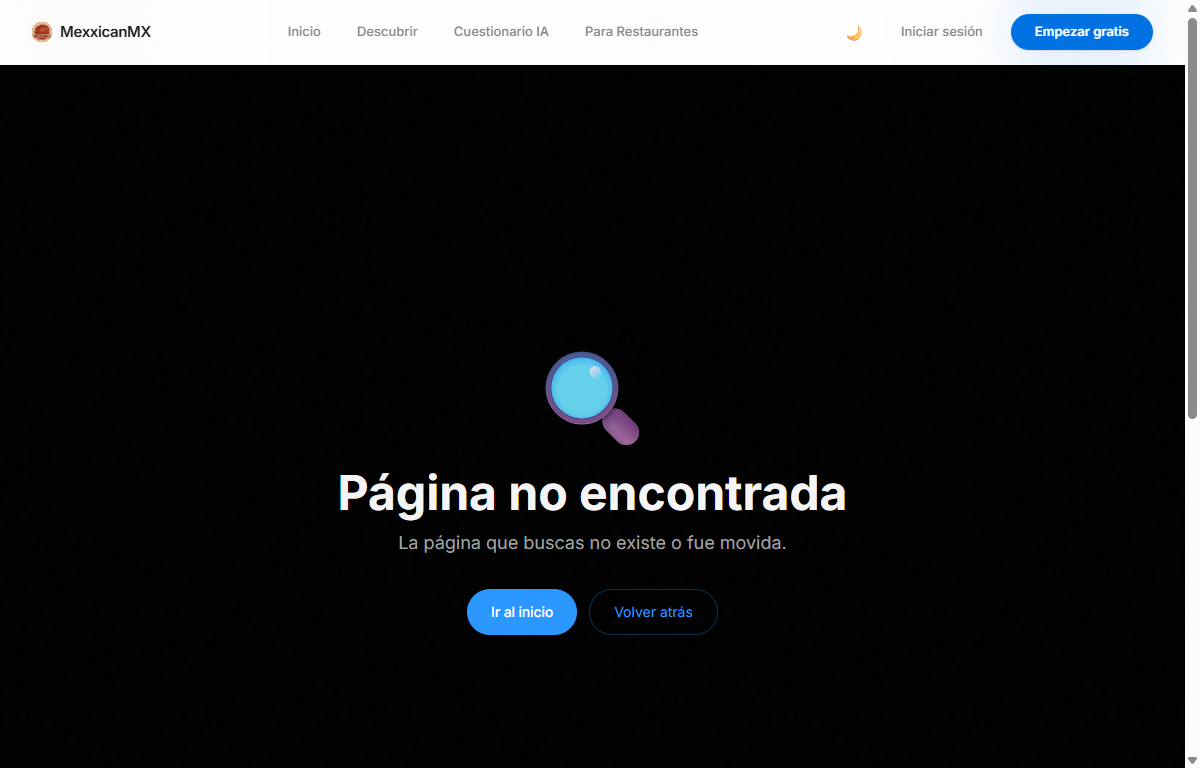 MexxicanMX
Inicio
Descubrir
Cuestionario IA
Para Restaurantes
Iniciar sesión
Empezar gratis
Página no encontrada
La página que buscas no existe o fue movida.
Ir al inicio
Volver atrás